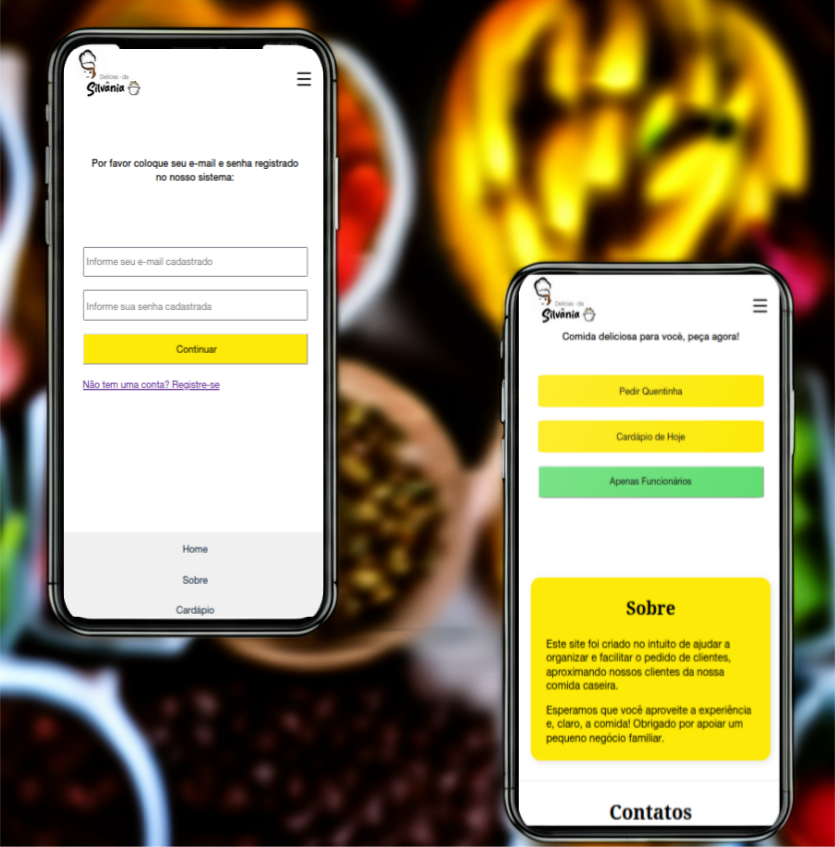 Delícias da
Silvânia
Por favor coloque seu e-mail e senha registrado
no nosso sistema:
Informe seu e-mail cadastrado
Informe sua senha cadastrada
Continuar
Não tem uma conta? Registre-se
Home
Sobre
Cardápio
Delícias da
Silvânia
Comida deliciosa para você, peça agora!
Pedir Quentinha
Cardápio de Hoje
Apenas Funcionários
Sobre
Este site foi criado no intuito de ajudar a
organizar e facilitar o pedido de clientes,
aproximando nossos clientes da nossa
comida caseira.
Esperamos que você aproveite a experiência
e, claro, a comida! Obrigado por apoiar um
pequeno negócio familiar.
Contatos